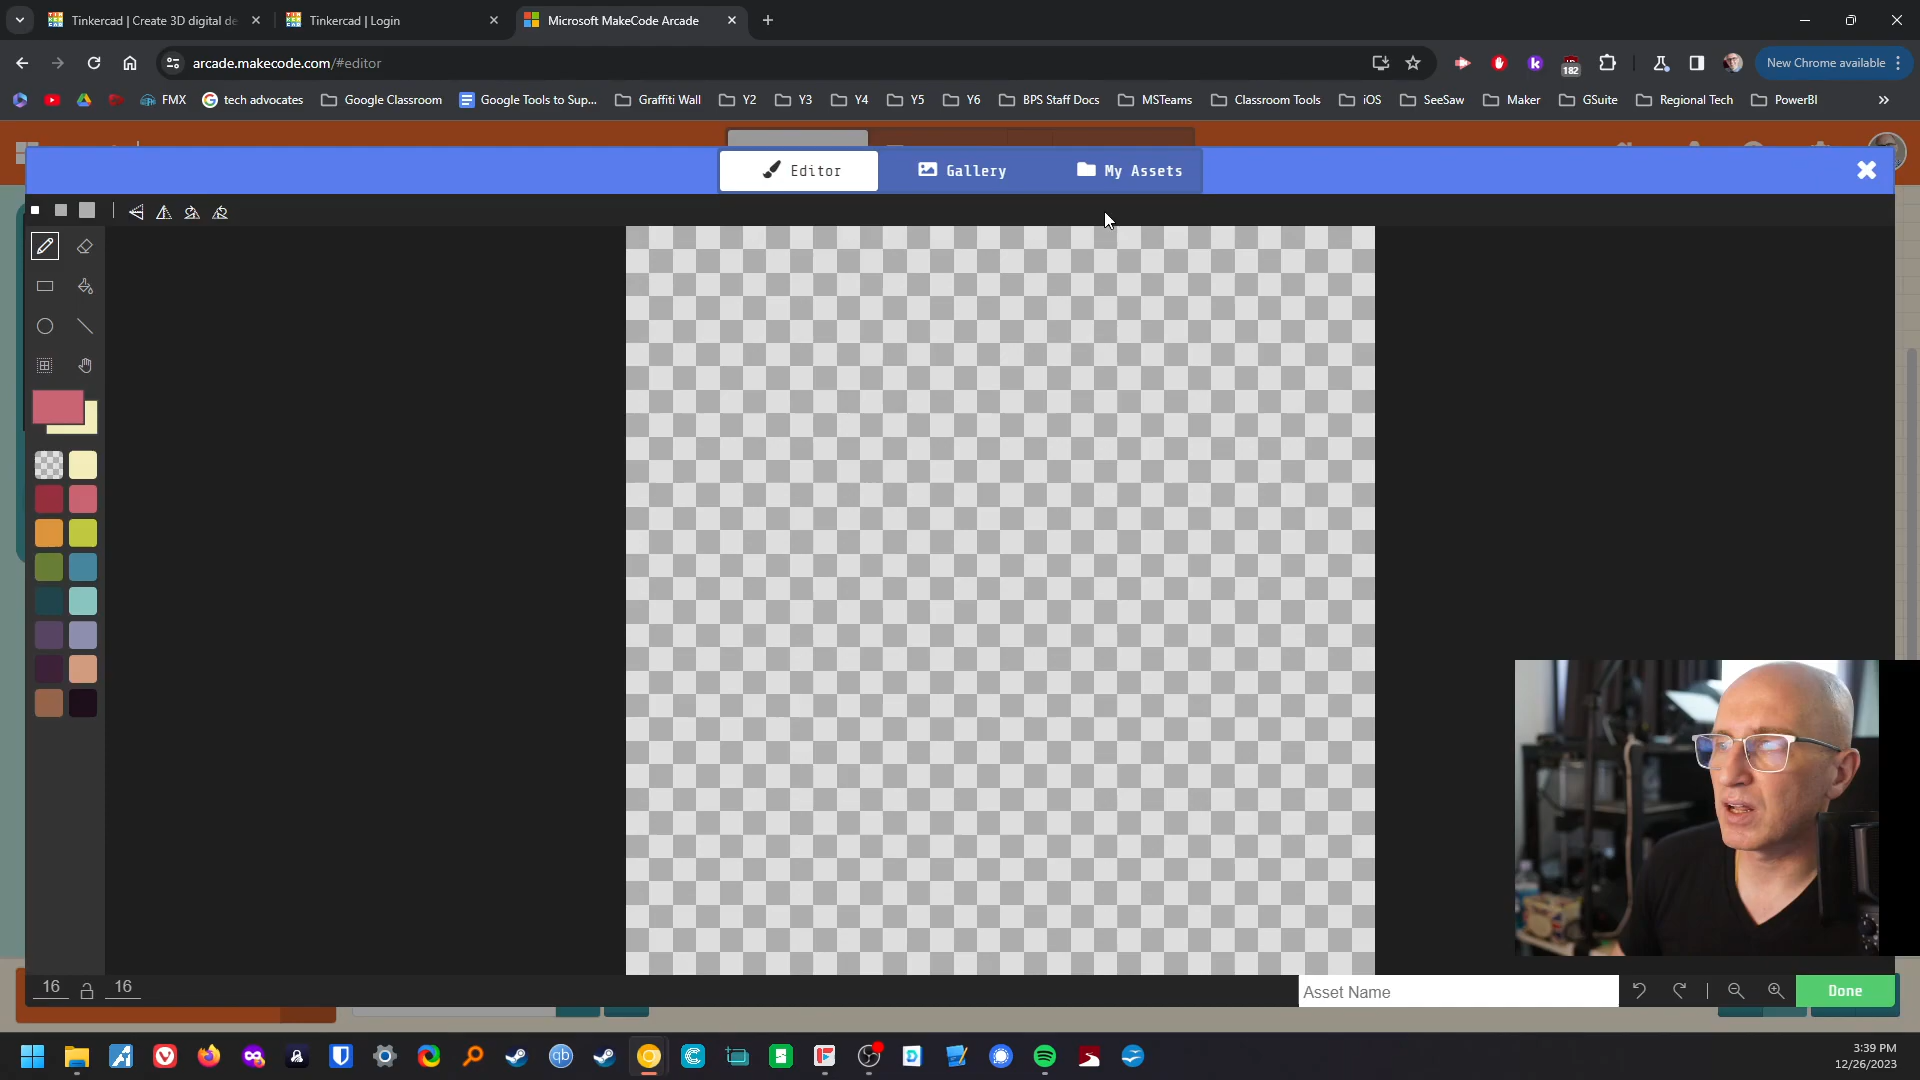 Tinkercad | Create 3D digital de
Tinkercad | Login
Microsoft MakeCode Arcade
arcade.makecode.com/#editor
182
New Chrome available
FMX
tech advocates
Google Classroom
Google Tools to Sup...
Graffiti Wall
Y2
Y3
Y4
Y5
Y6
BPS Staff Docs
MSTeams
Classroom Tools
iOS
SeeSaw
Maker
GSuite
Regional Tech
PowerBI
Editor
Gallery
My Assets
16
16
Asset Name
Done
3:39 PM
12/26/2023